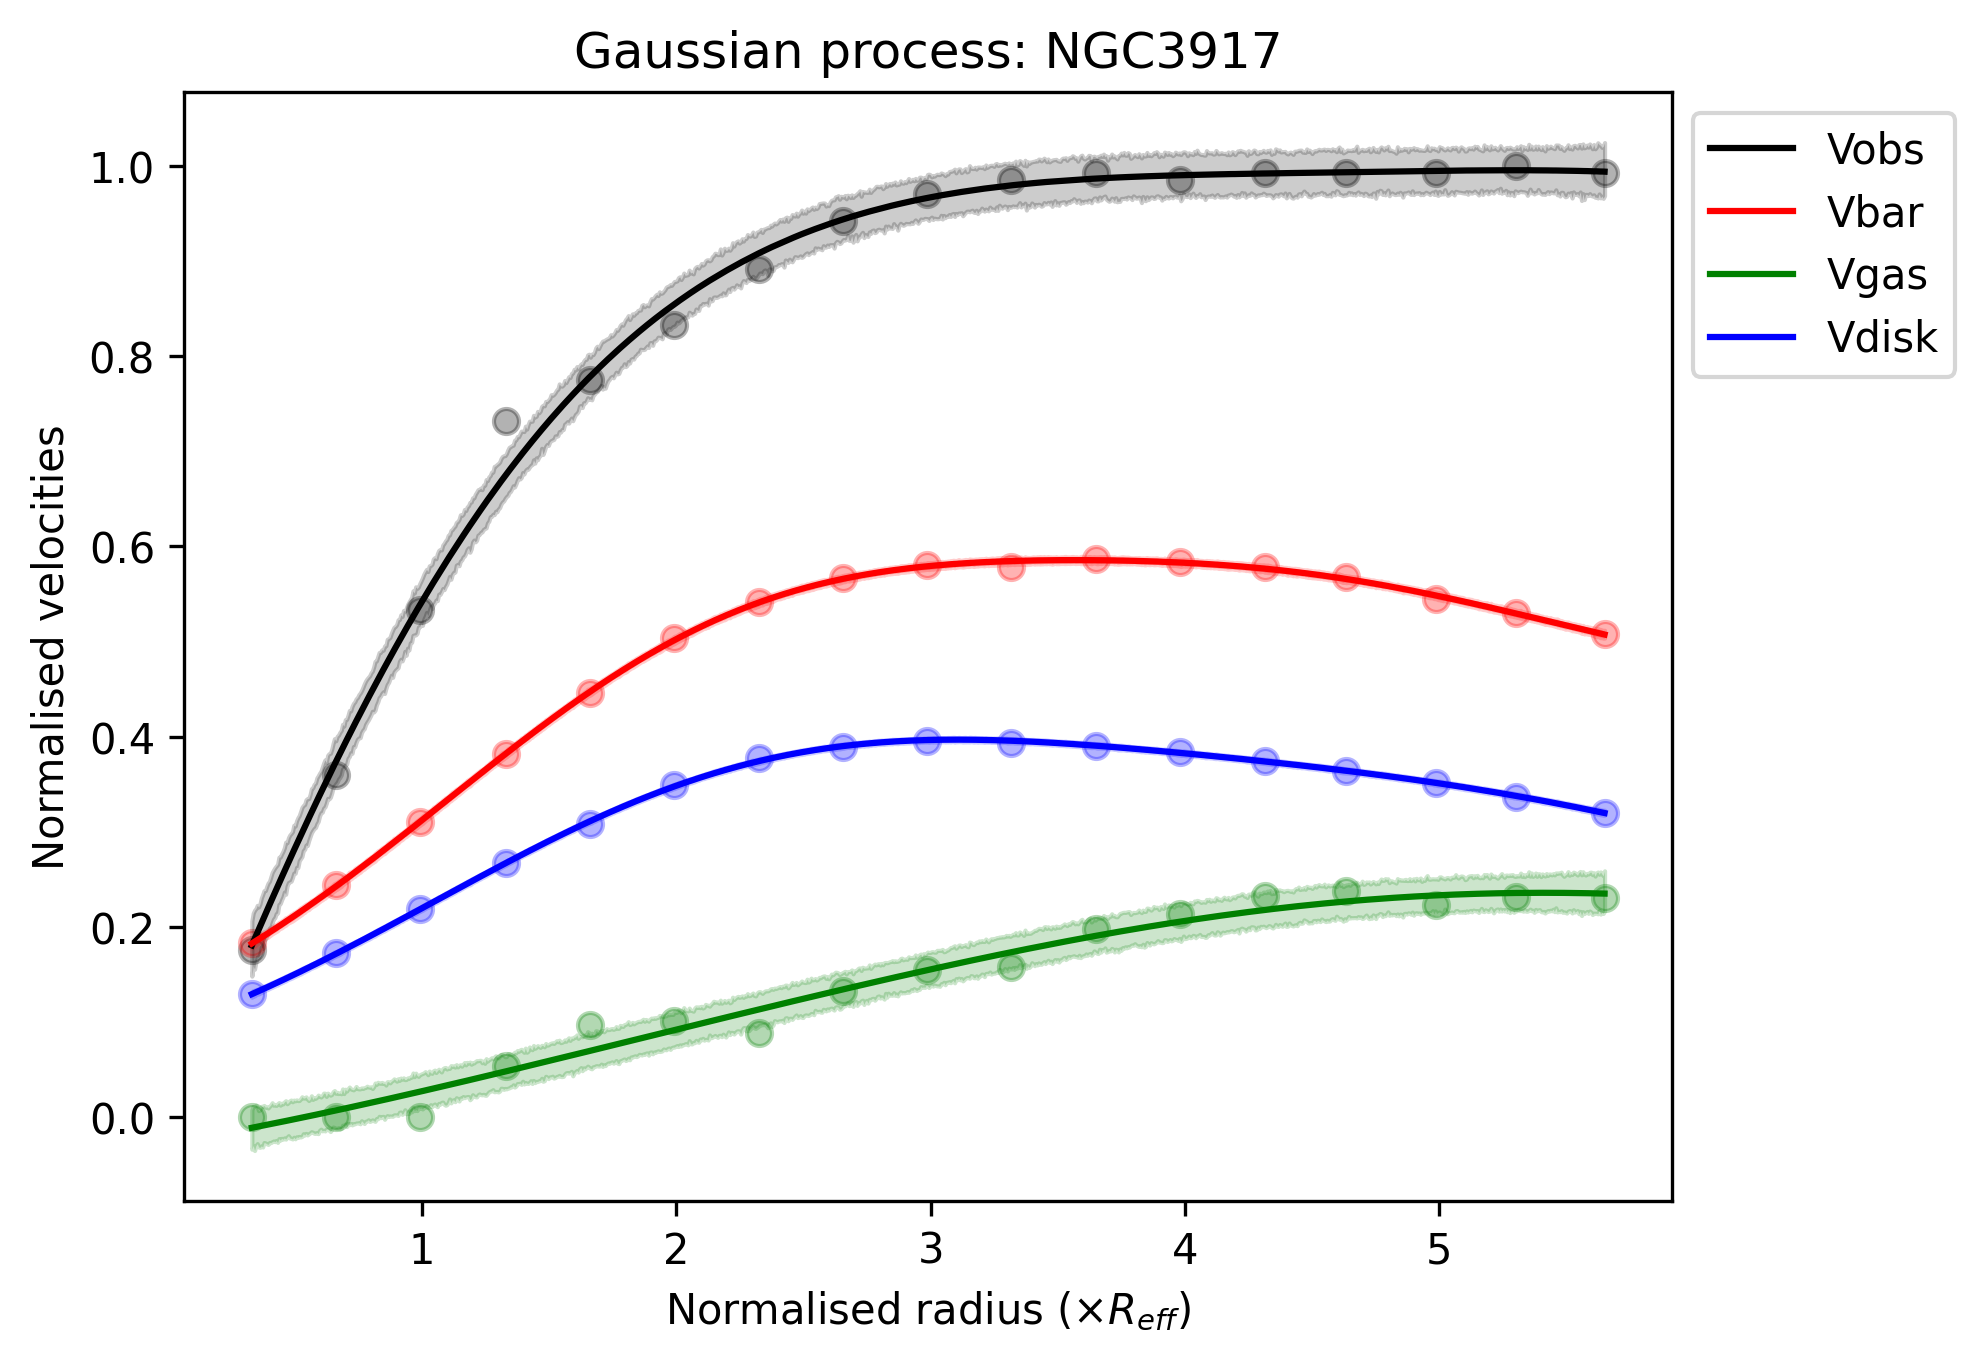 Gaussian process: NGC3917
Vobs
Vbar
Vgas
Vdisk
Normalised velocities
1.0
0.8
0.6
0.4
0.2
0.0
1 2 3 4 5
Normalised radius (×R_eff)